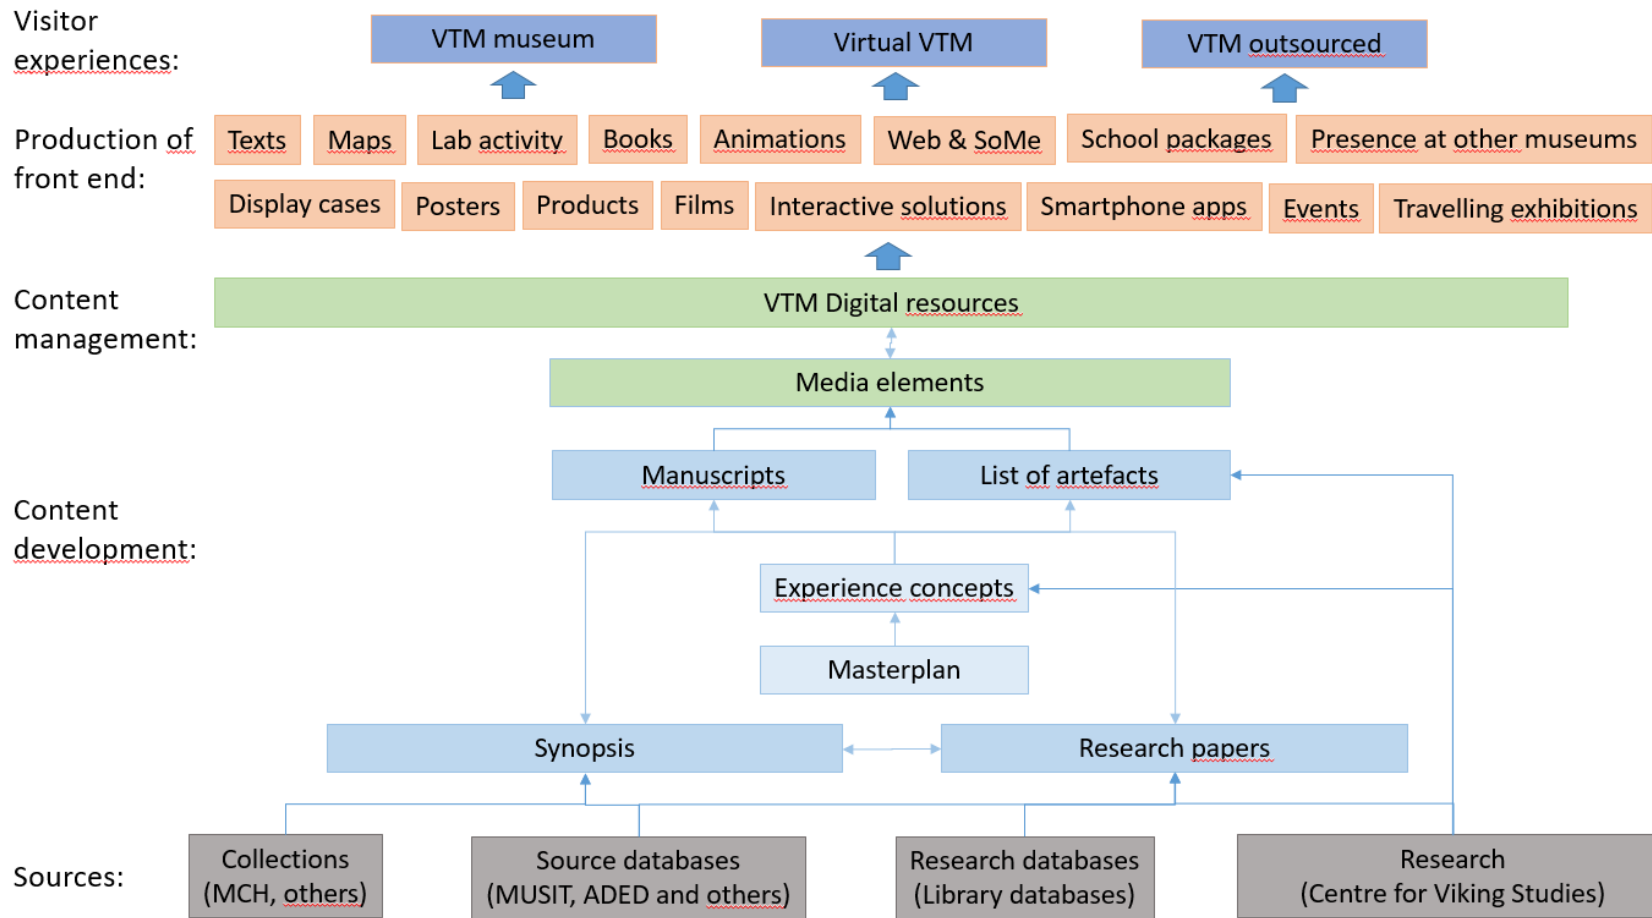 Visitor
experiences:
VTM museum
Virtual VTM
VTM outsourced
Production of
front end:
Texts
Maps
Lab activity
Books
Animations
Web & SoMe
School packages
Presence at other museums
Display cases
Posters
Products
Films
Interactive solutions
Smartphone apps
Events
Travelling exhibitions
Content
management:
VTM Digital resources
Media elements
Content
development:
Manuscripts
List of artefacts
Experience concepts
Masterplan
Synopsis
Research papers
Sources:
Collections
(MCH, others)
Source databases
(MUSIT, ADED and others)
Research databases
(Library databases)
Research
(Centre for Viking Studies)